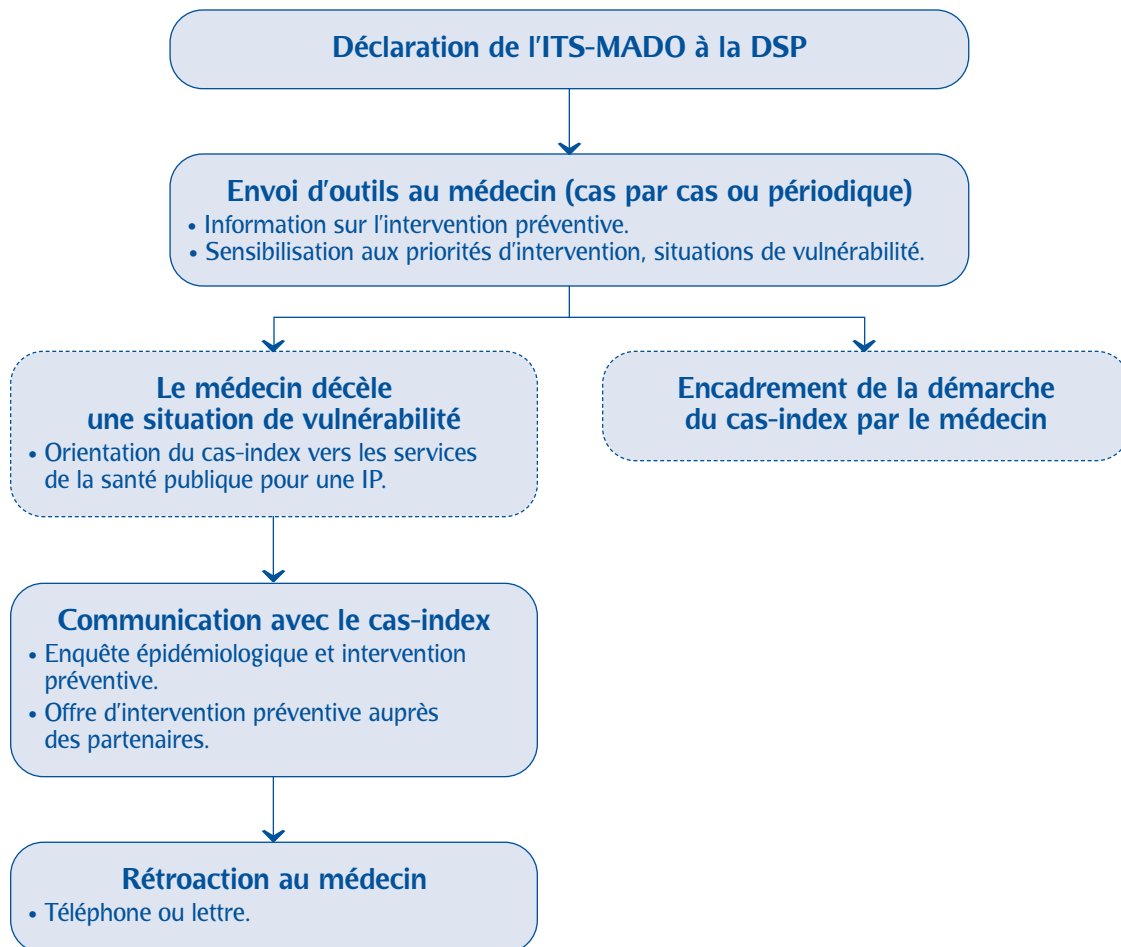 Déclaration de l'ITS-MADO à la DSP
Envoi d'outils au médecin (cas par cas ou périodique)
• Information sur l'intervention préventive.
• Sensibilisation aux priorités d'intervention, situations de vulnérabilité.
Le médecin décèle
une situation de vulnérabilité
• Orientation du cas-index vers les services
de la santé publique pour une IP.
Encadrement de la démarche
du cas-index par le médecin
Communication avec le cas-index
• Enquête épidémiologique et intervention
préventive.
• Offre d'intervention préventive auprès
des partenaires.
Rétroaction au médecin
• Téléphone ou lettre.